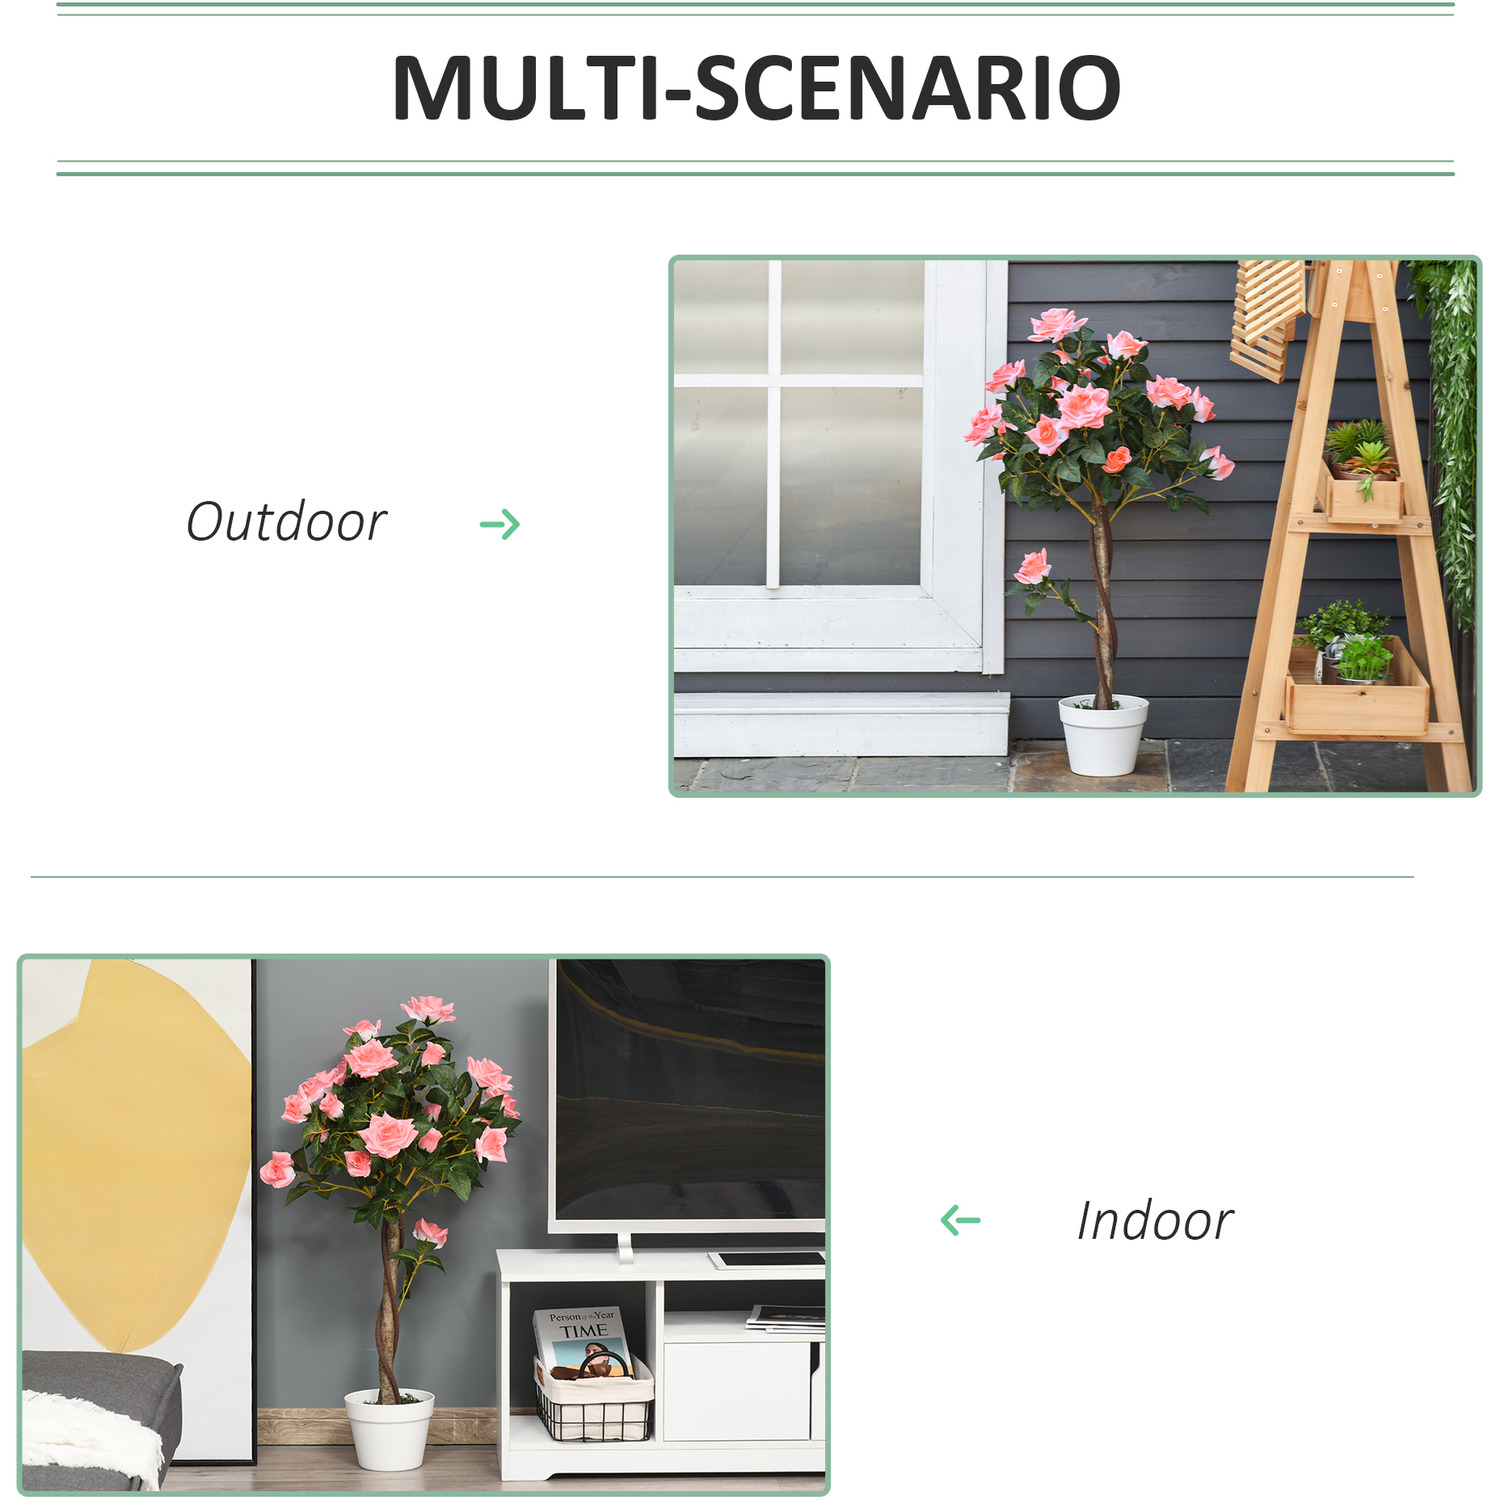 MULTI-SCENARIO
Outdoor
Indoor
Person of the Year
TIME